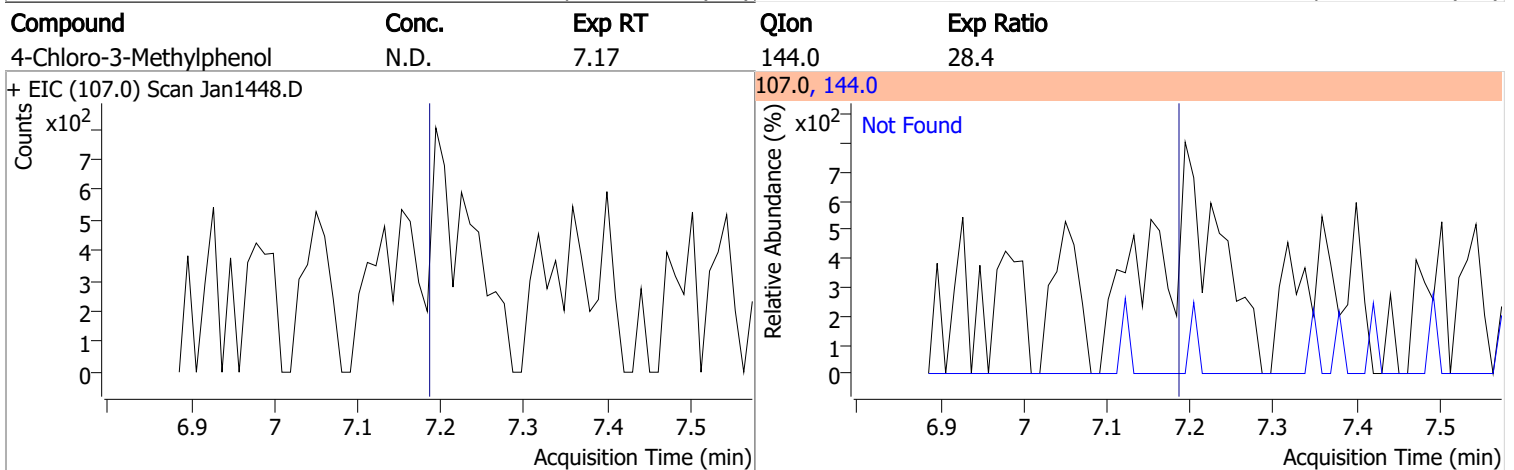 Compound Conc. Exp RT QIon Exp Ratio
4-Chloro-3-Methylphenol N.D. 7.17 144.0 28.4
+ EIC (107.0) Scan Jan1448.D
Counts
x10²
7
6
5
4
3
2
1
0
6.9 7 7.1 7.2 7.3 7.4 7.5
Acquisition Time (min)
107.0, 144.0
Relative Abundance (%)
x10²
Not Found
7
6
5
4
3
2
1
0
6.9 7 7.1 7.2 7.3 7.4 7.5
Acquisition Time (min)